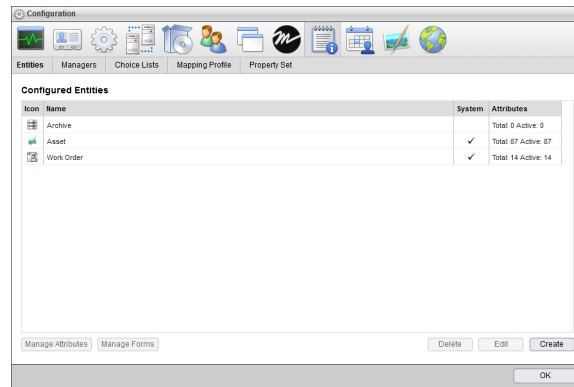 Configuration
Entities Managers Choice Lists Mapping Profile Property Set
Configured Entities
Icon Name System Attributes
Archive Total: 0 Active: 0
Asset ✓ Total: 87 Active: 87
Work Order ✓ Total: 14 Active: 14
Manage Attributes Manage Forms Delete Edit Create
OK